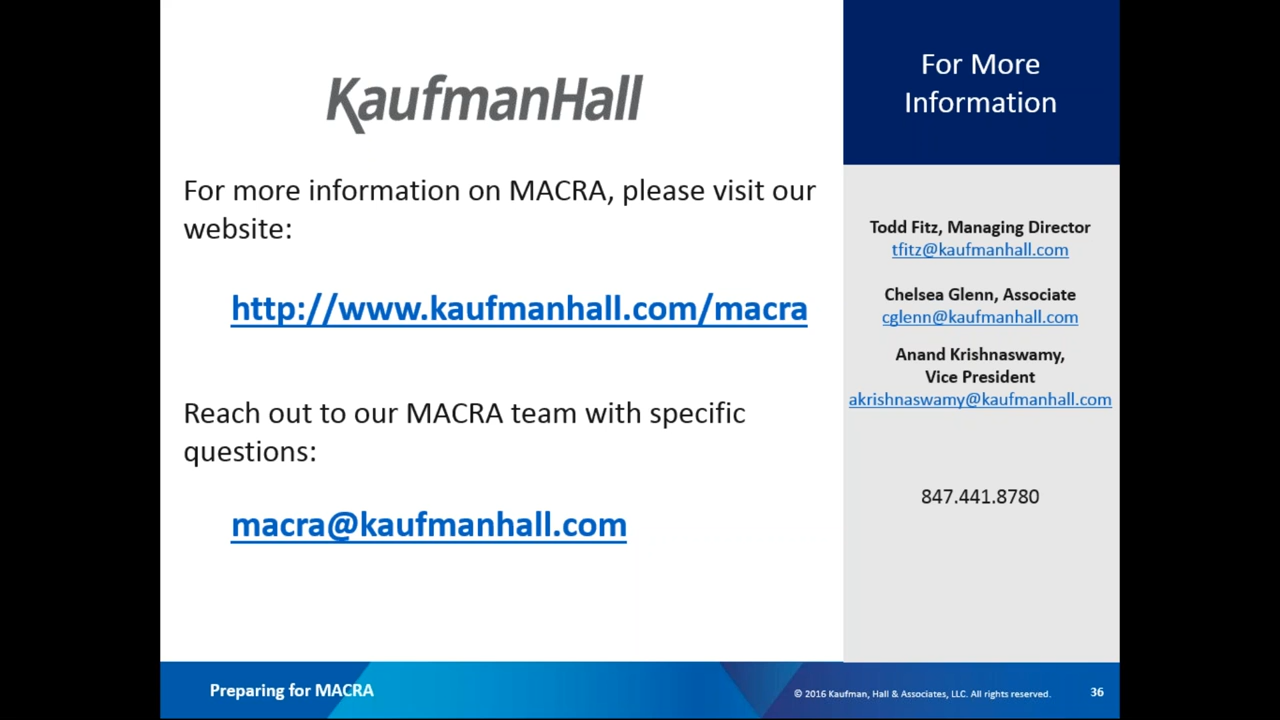 KaufmanHall
For more information on MACRA, please visit our
website:
http://www.kaufmanhall.com/macra
Reach out to our MACRA team with specific
questions:
macra@kaufmanhall.com
For More
Information
Todd Fitz, Managing Director
tfitz@kaufmanhall.com
Chelsea Glenn, Associate
cglenn@kaufmanhall.com
Anand Krishnaswamy,
Vice President
akrishnaswamy@kaufmanhall.com
847.441.8780
Preparing for MACRA
© 2016 Kaufman, Hall & Associates, LLC. All rights reserved.
36